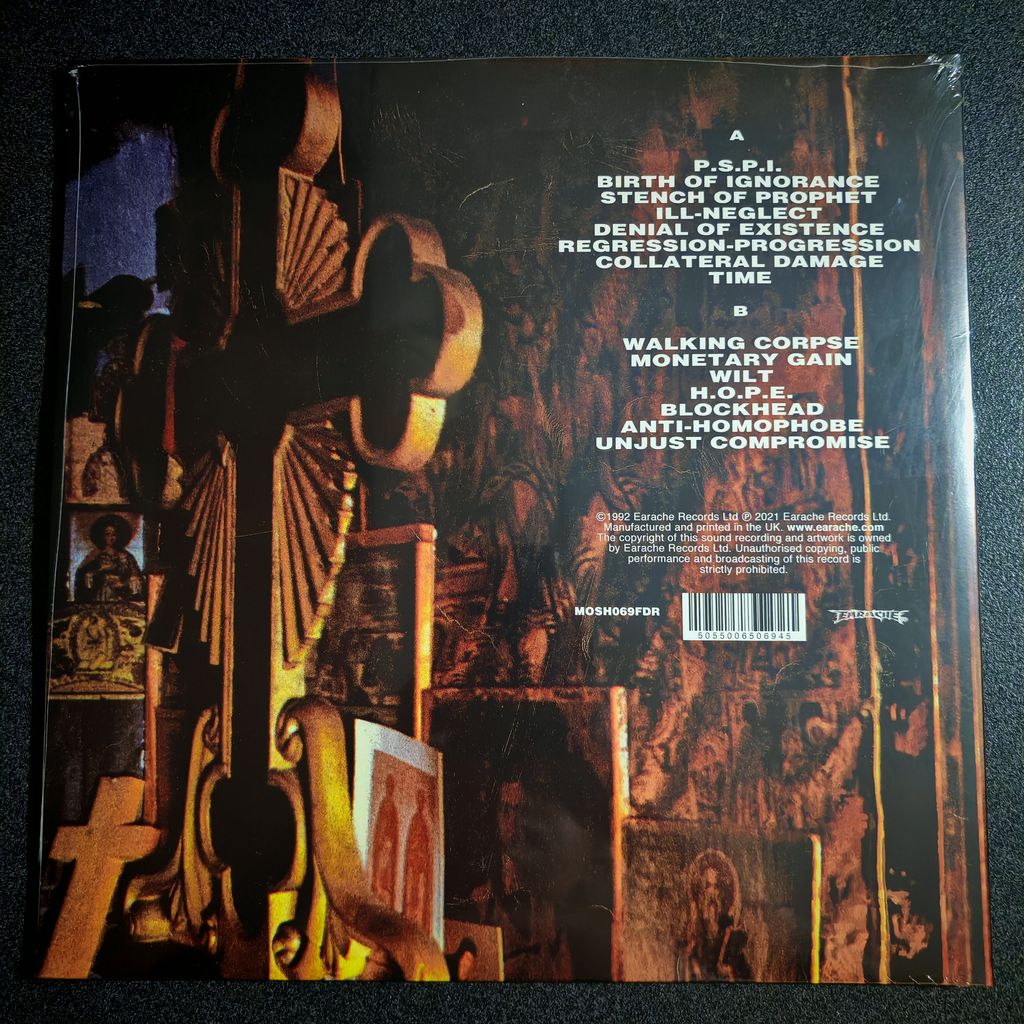 A
P.S.P.I.
BIRTH OF IGNORANCE
STENCH OF PROPHET
ILL-NEGLECT
DENIAL OF EXISTENCE
REGRESSION-PROGRESSION
COLLATERAL DAMAGE
TIME
B
WALKING CORPSE
MONETARY GAIN
WILT
H.O.P.E.
BLOCKHEAD
ANTI-HOMOPHOBE
UNJUST COMPROMISE
©1992 Earache Records Ltd ℗ 2021 Earache Records Ltd.
Manufactured and printed in the UK. www.earache.com
The copyright of this sound recording and artwork is owned
by Earache Records Ltd. Unauthorised copying, public
performance and broadcasting of this record is
strictly prohibited.
MOSH069FDR
5055006506945
EARACHE